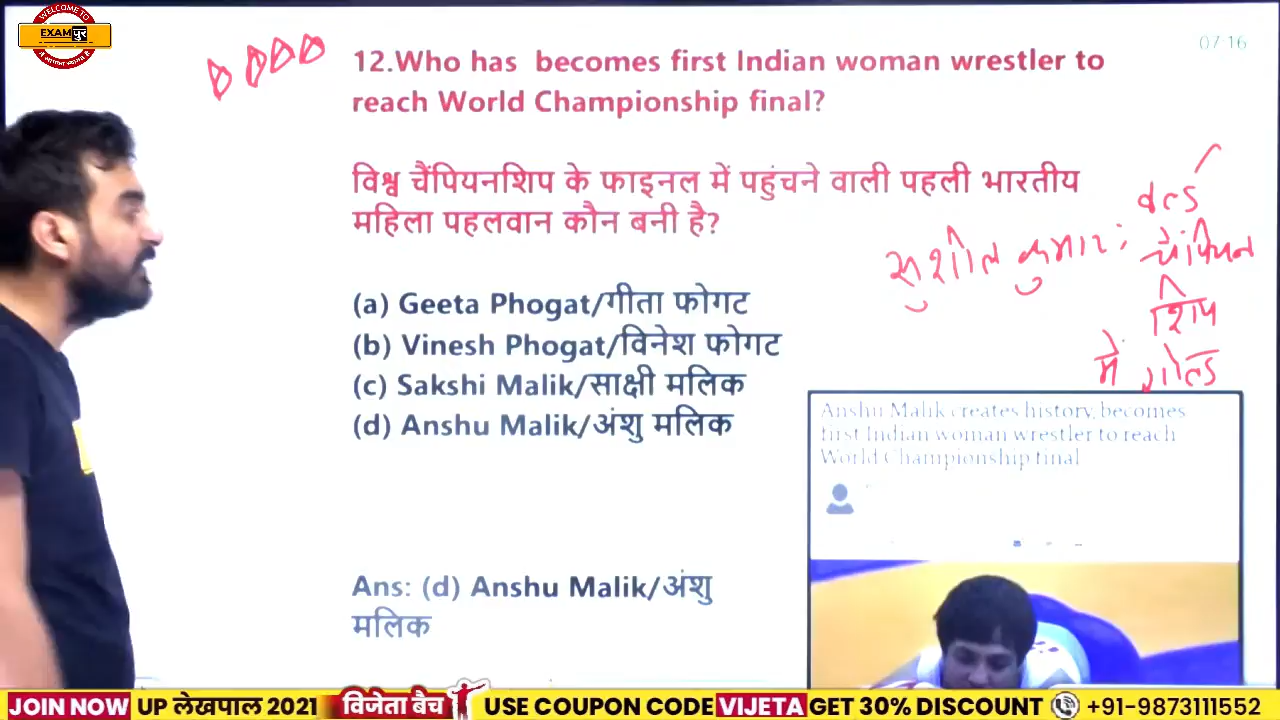 WELCOME TO
EXAMपुर
07:16
12.Who has becomes first Indian woman wrestler to
reach World Championship final?
विश्व चैंपियनशिप के फाइनल में पहुंचने वाली पहली भारतीय
महिला पहलवान कौन बनी है?
सुशील कुमार :
वर्ल्ड
चैंपियन
शिप
में गोल्ड
(a) Geeta Phogat/गीता फोगट
(b) Vinesh Phogat/विनेश फोगट
(c) Sakshi Malik/साक्षी मलिक
(d) Anshu Malik/अंशु मलिक
Anshu Malik creates history, becomes
first Indian woman wrestler to reach
World Championship final
Ans: (d) Anshu Malik/अंशु
मलिक
JOIN NOW UP लेखपाल 2021 विजेता बैच USE COUPON CODE VIJETA GET 30% DISCOUNT +91-9873111552